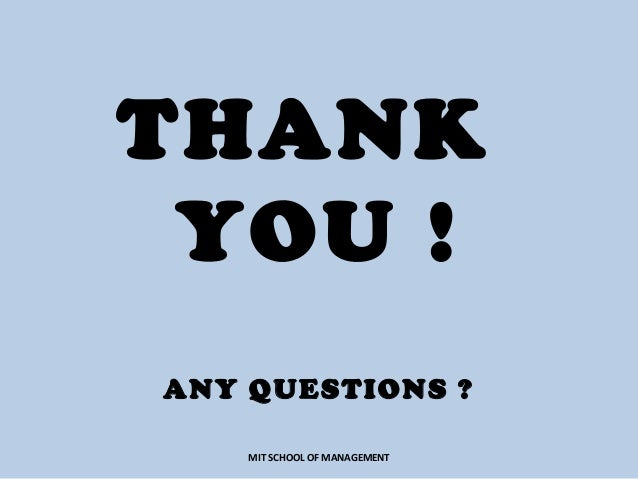 THANK
YOU !
ANY QUESTIONS ?
MIT SCHOOL OF MANAGEMENT